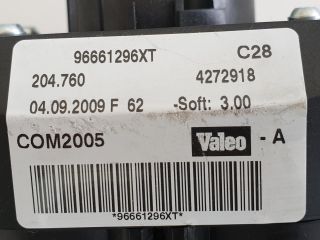 96661296XT C28
204.760 4272918
04.09.2009 F 62 -Soft: 3.00
COM2005 Valeo - A
*96661296XT*